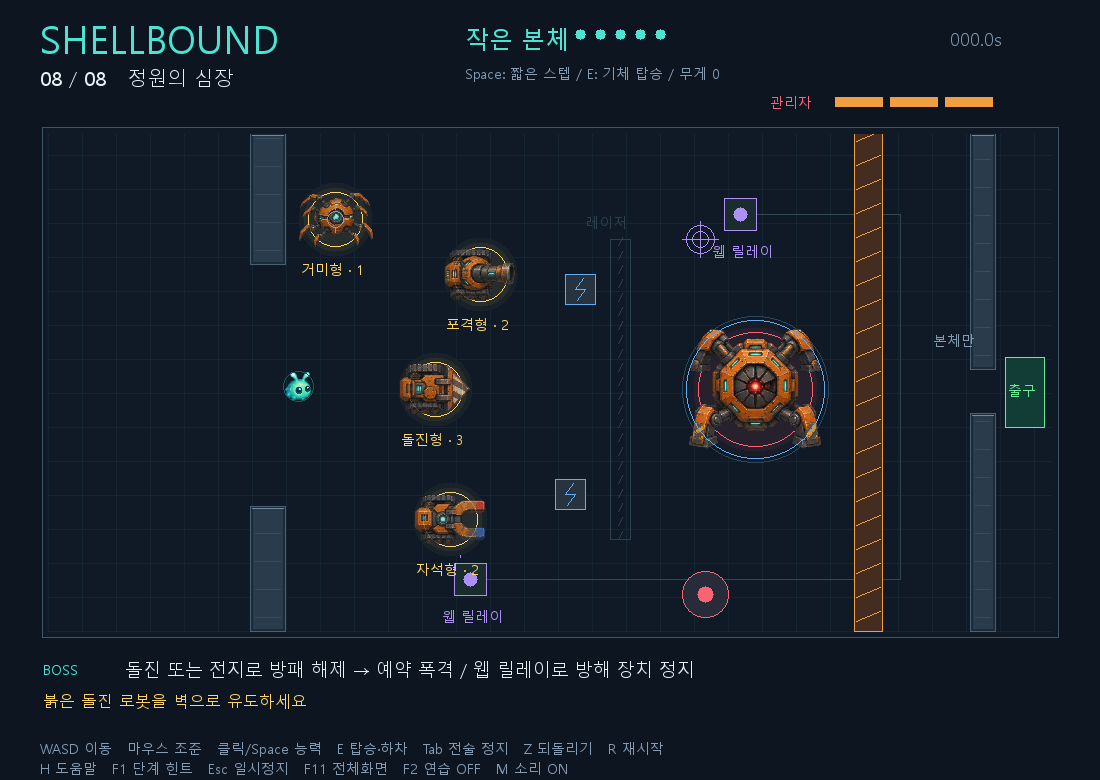 SHELLBOUND
작은 본체
000.0s
08 / 08 정원의 심장
Space: 짧은 스텝 / E: 기체 탑승 / 무게 0
관리자
레이저
웹 릴레이
거미형 · 1
포격형 · 2
본체만
출구
돌진형 · 3
자석형 · 2
웹 릴레이
BOSS 돌진 또는 전지로 방패 해제 → 예약 폭격 / 웹 릴레이로 방해 장치 정지
붉은 돌진 로봇을 벽으로 유도하세요
WASD 이동 마우스 조준 클릭/Space 능력 E 탑승·하차 Tab 전술 정지 Z 되돌리기 R 재시작
H 도움말 F1 단계 힌트 Esc 일시정지 F11 전체화면 F2 연습 OFF M 소리 ON